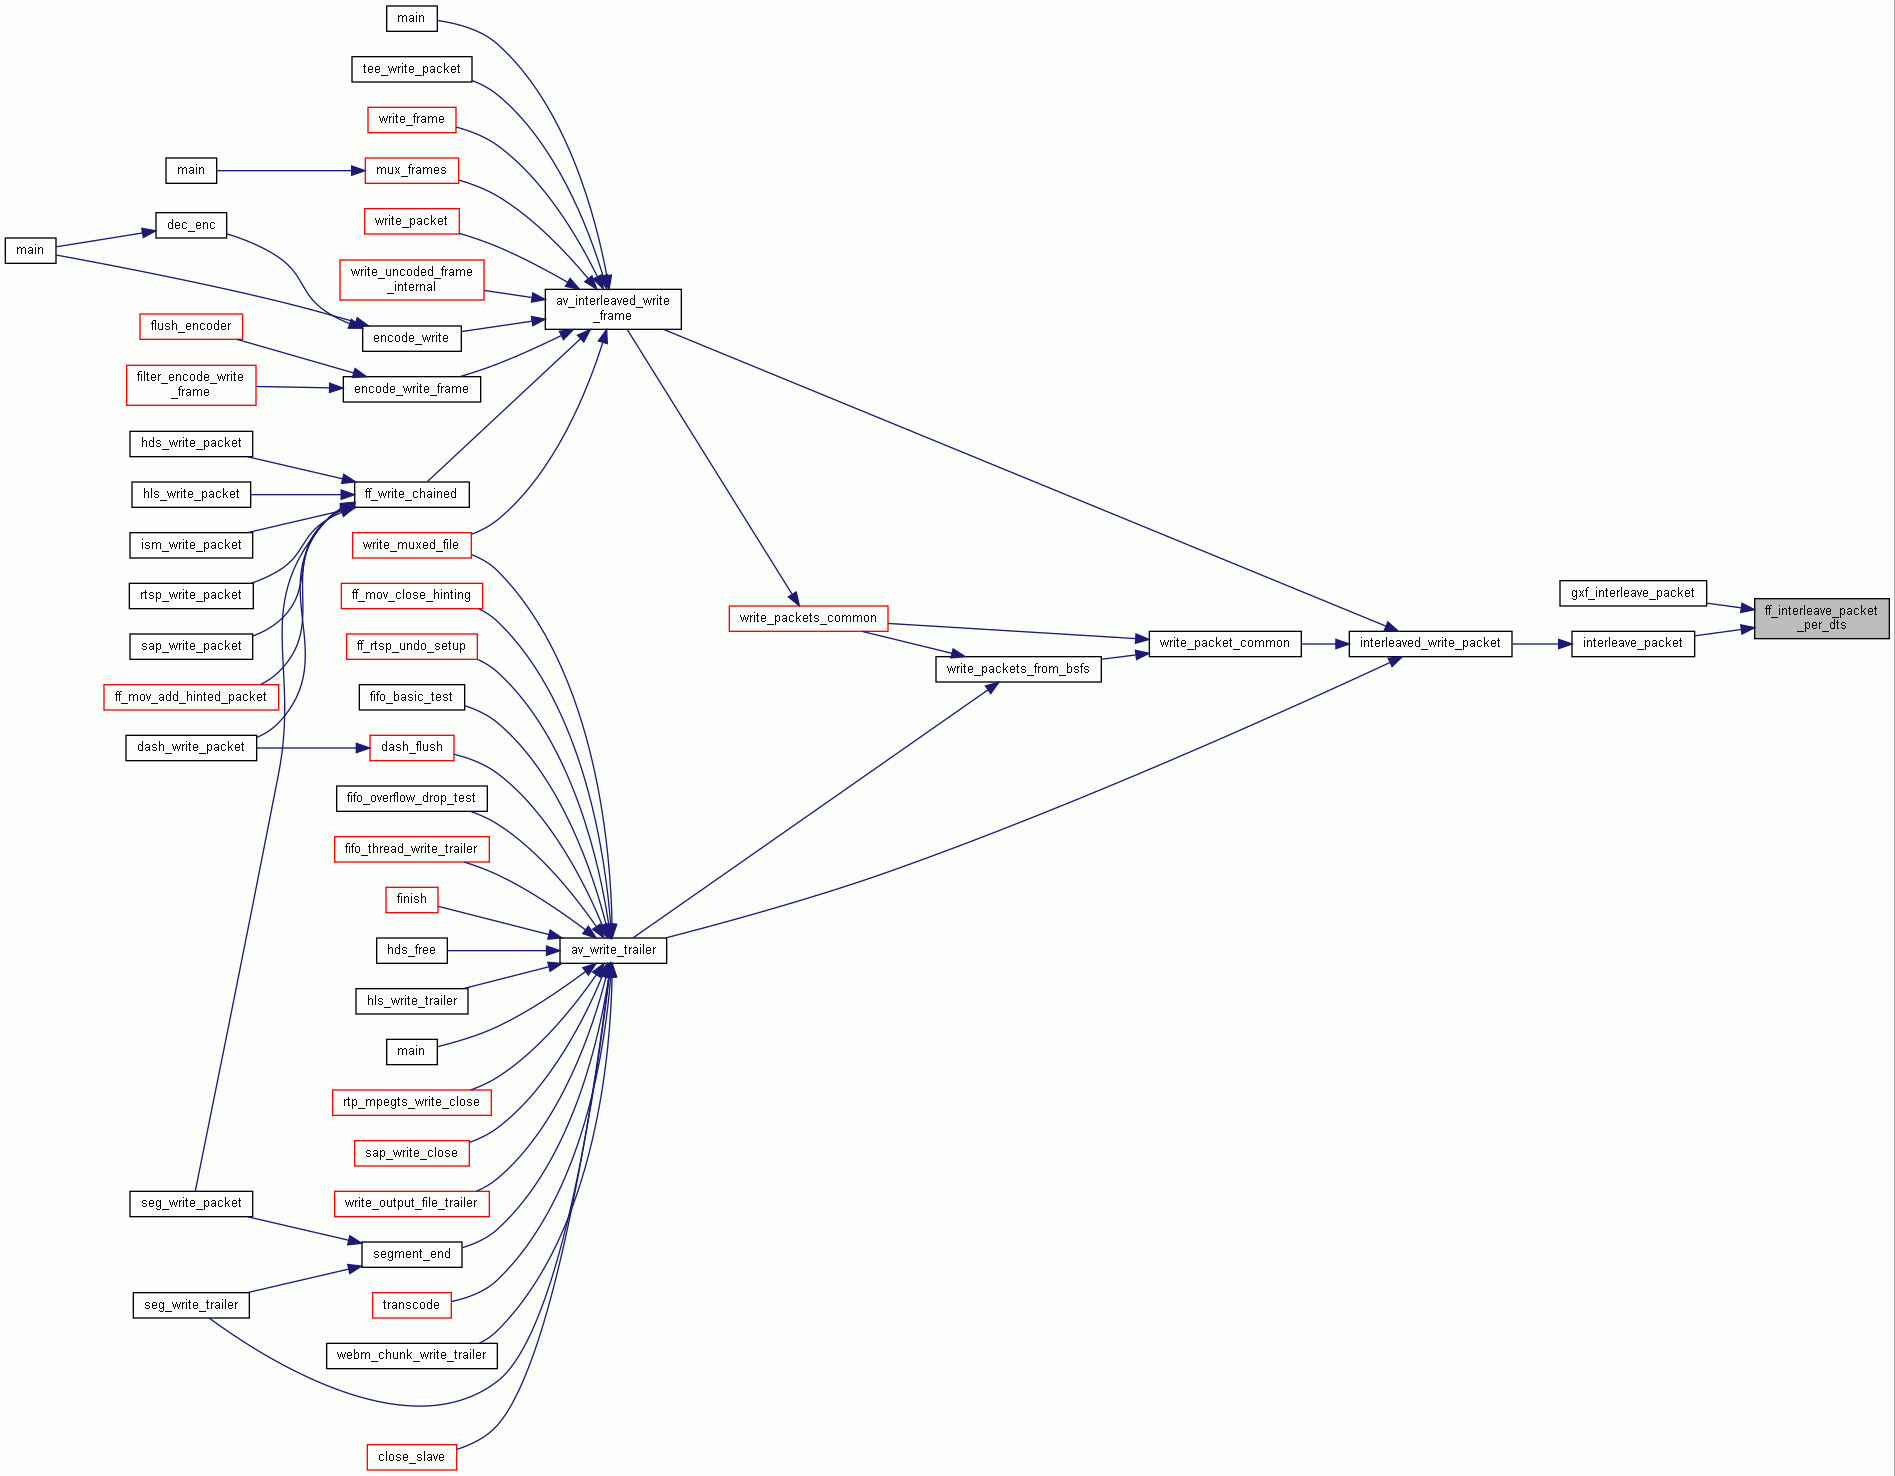 main
tee_write_packet
write_frame
main
mux_frames
write_packet
dec_enc
main
write_uncoded_frame
_internal
av_interleaved_write
_frame
flush_encoder
encode_write
filter_encode_write
_frame
encode_write_frame
hds_write_packet
hls_write_packet
ff_write_chained
ism_write_packet
write_muxed_file
rtsp_write_packet
ff_mov_close_hinting
sap_write_packet
ff_rtsp_undo_setup
write_packets_common
write_packet_common
write_packets_from_bsfs
interleaved_write_packet
gxf_interleave_packet
interleave_packet
ff_interleave_packet
_per_dts
ff_mov_add_hinted_packet
fifo_basic_test
dash_write_packet
dash_flush
fifo_overflow_drop_test
fifo_thread_write_trailer
finish
hds_free
av_write_trailer
hls_write_trailer
main
rtp_mpegts_write_close
sap_write_close
seg_write_packet
write_output_file_trailer
segment_end
seg_write_trailer
transcode
webm_chunk_write_trailer
close_slave